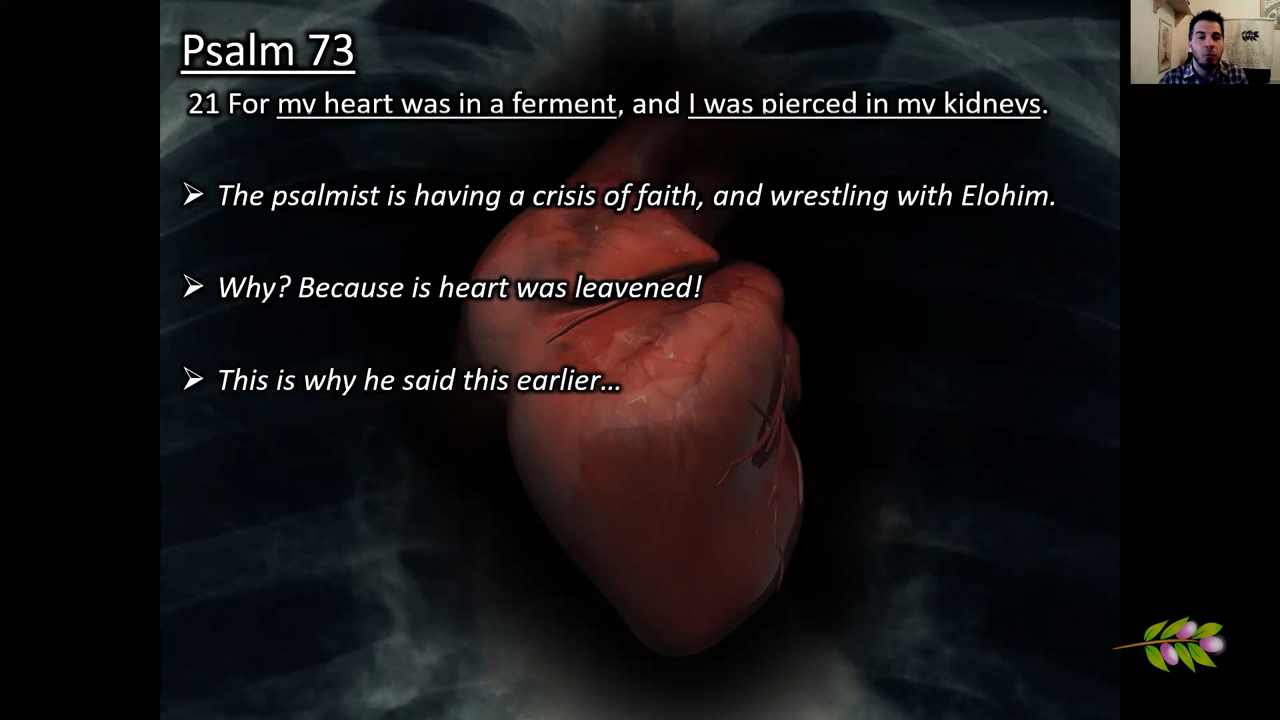 Psalm 73
21 For my heart was in a ferment, and I was pierced in my kidneys.
➢ The psalmist is having a crisis of faith, and wrestling with Elohim.
➢ Why? Because is heart was leavened!
➢ This is why he said this earlier…